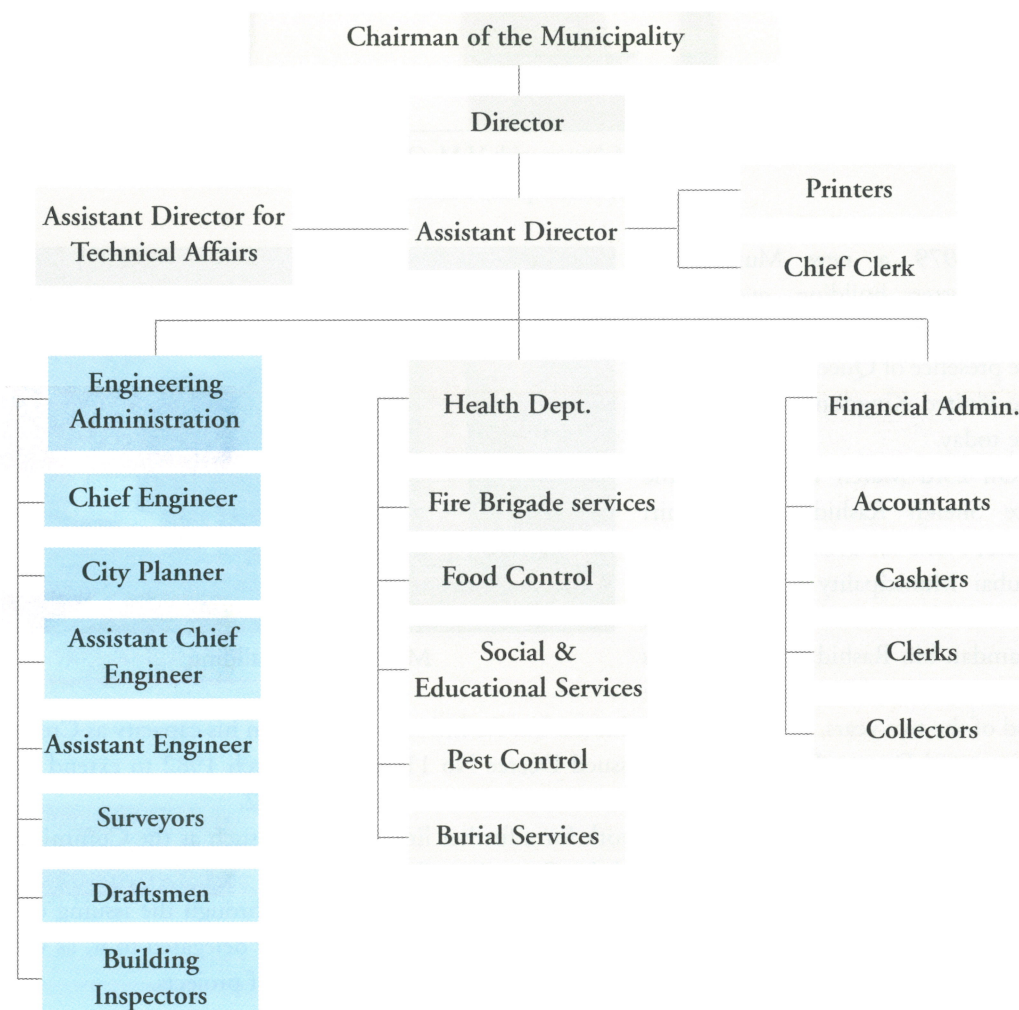 Chairman of the Municipality
Director
Assistant Director for
Technical Affairs
Assistant Director
Printers
Chief Clerk
Engineering
Administration
Chief Engineer
City Planner
Assistant Chief
Engineer
Assistant Engineer
Surveyors
Draftsmen
Building
Inspectors
Health Dept.
Fire Brigade services
Food Control
Social &
Educational Services
Pest Control
Burial Services
Financial Admin.
Accountants
Cashiers
Clerks
Collectors